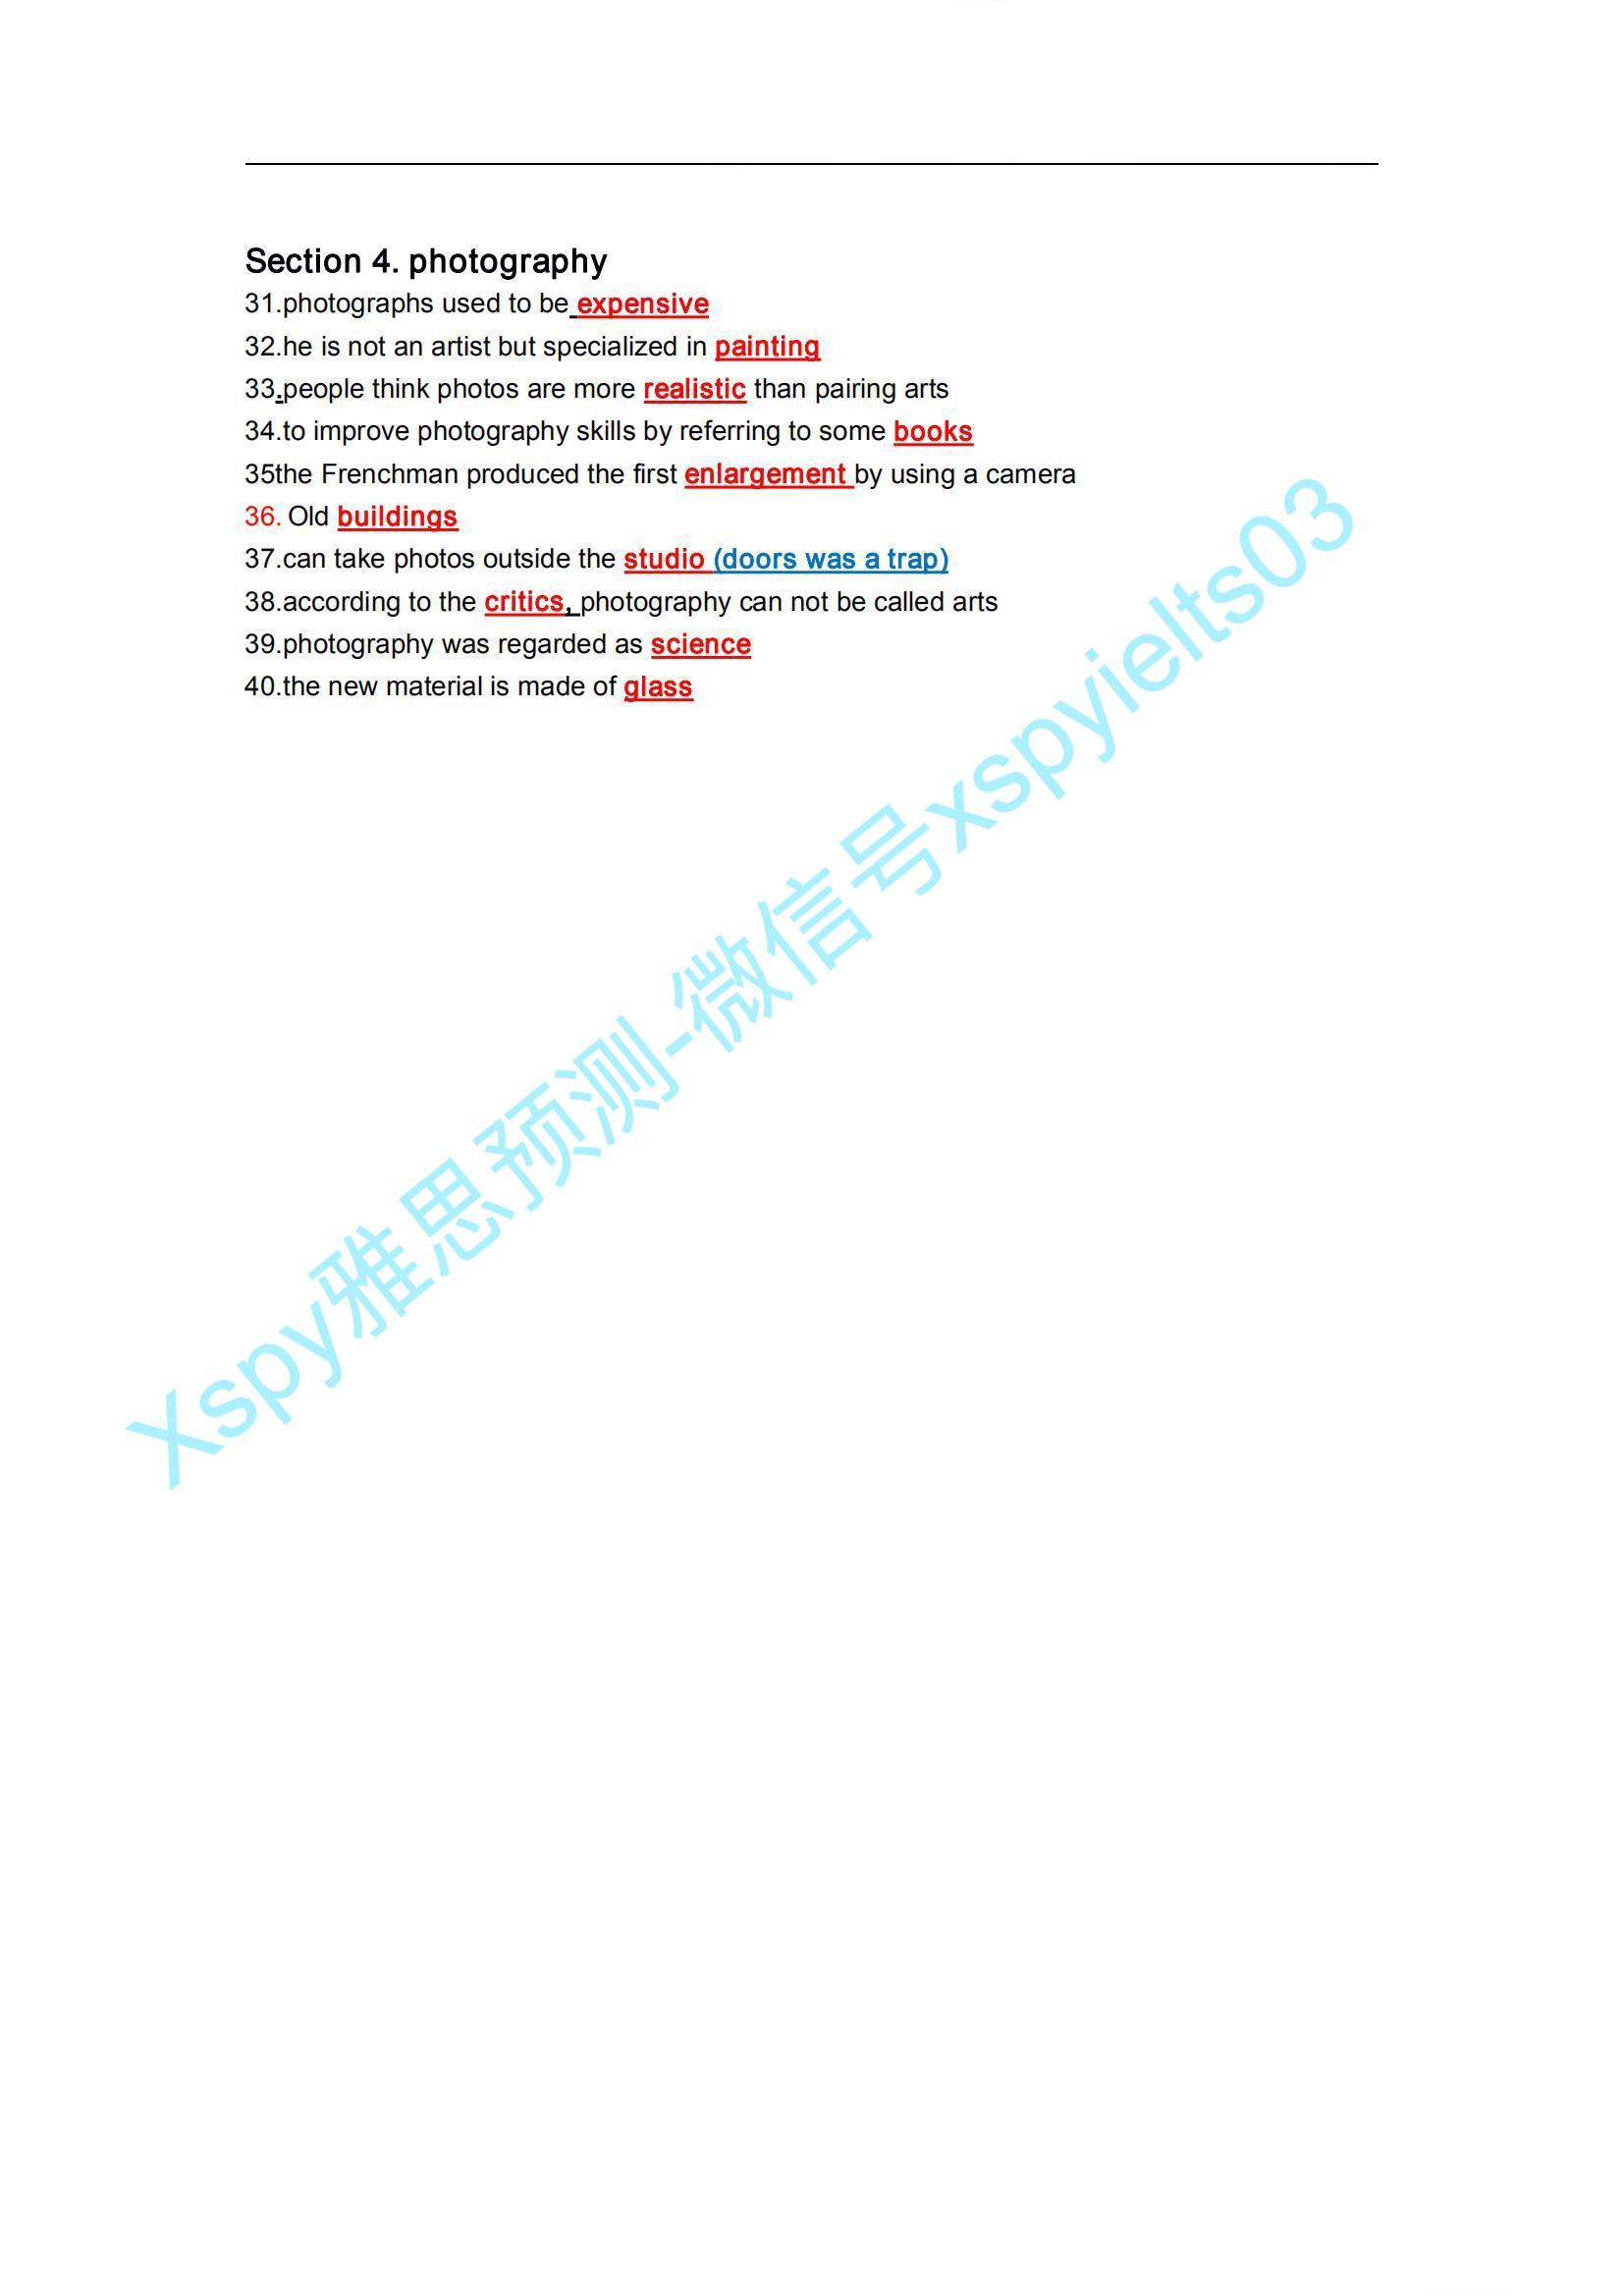 Section 4. photography
31.photographs used to be expensive
32.he is not an artist but specialized in painting
33.people think photos are more realistic than pairing arts
34.to improve photography skills by referring to some books
35the Frenchman produced the first enlargement by using a camera
36. Old buildings
37.can take photos outside the studio (doors was a trap)
38.according to the critics, photography can not be called arts
39.photography was regarded as science
40.the new material is made of glass
Xspy雅思预测-微信号xspyielts03